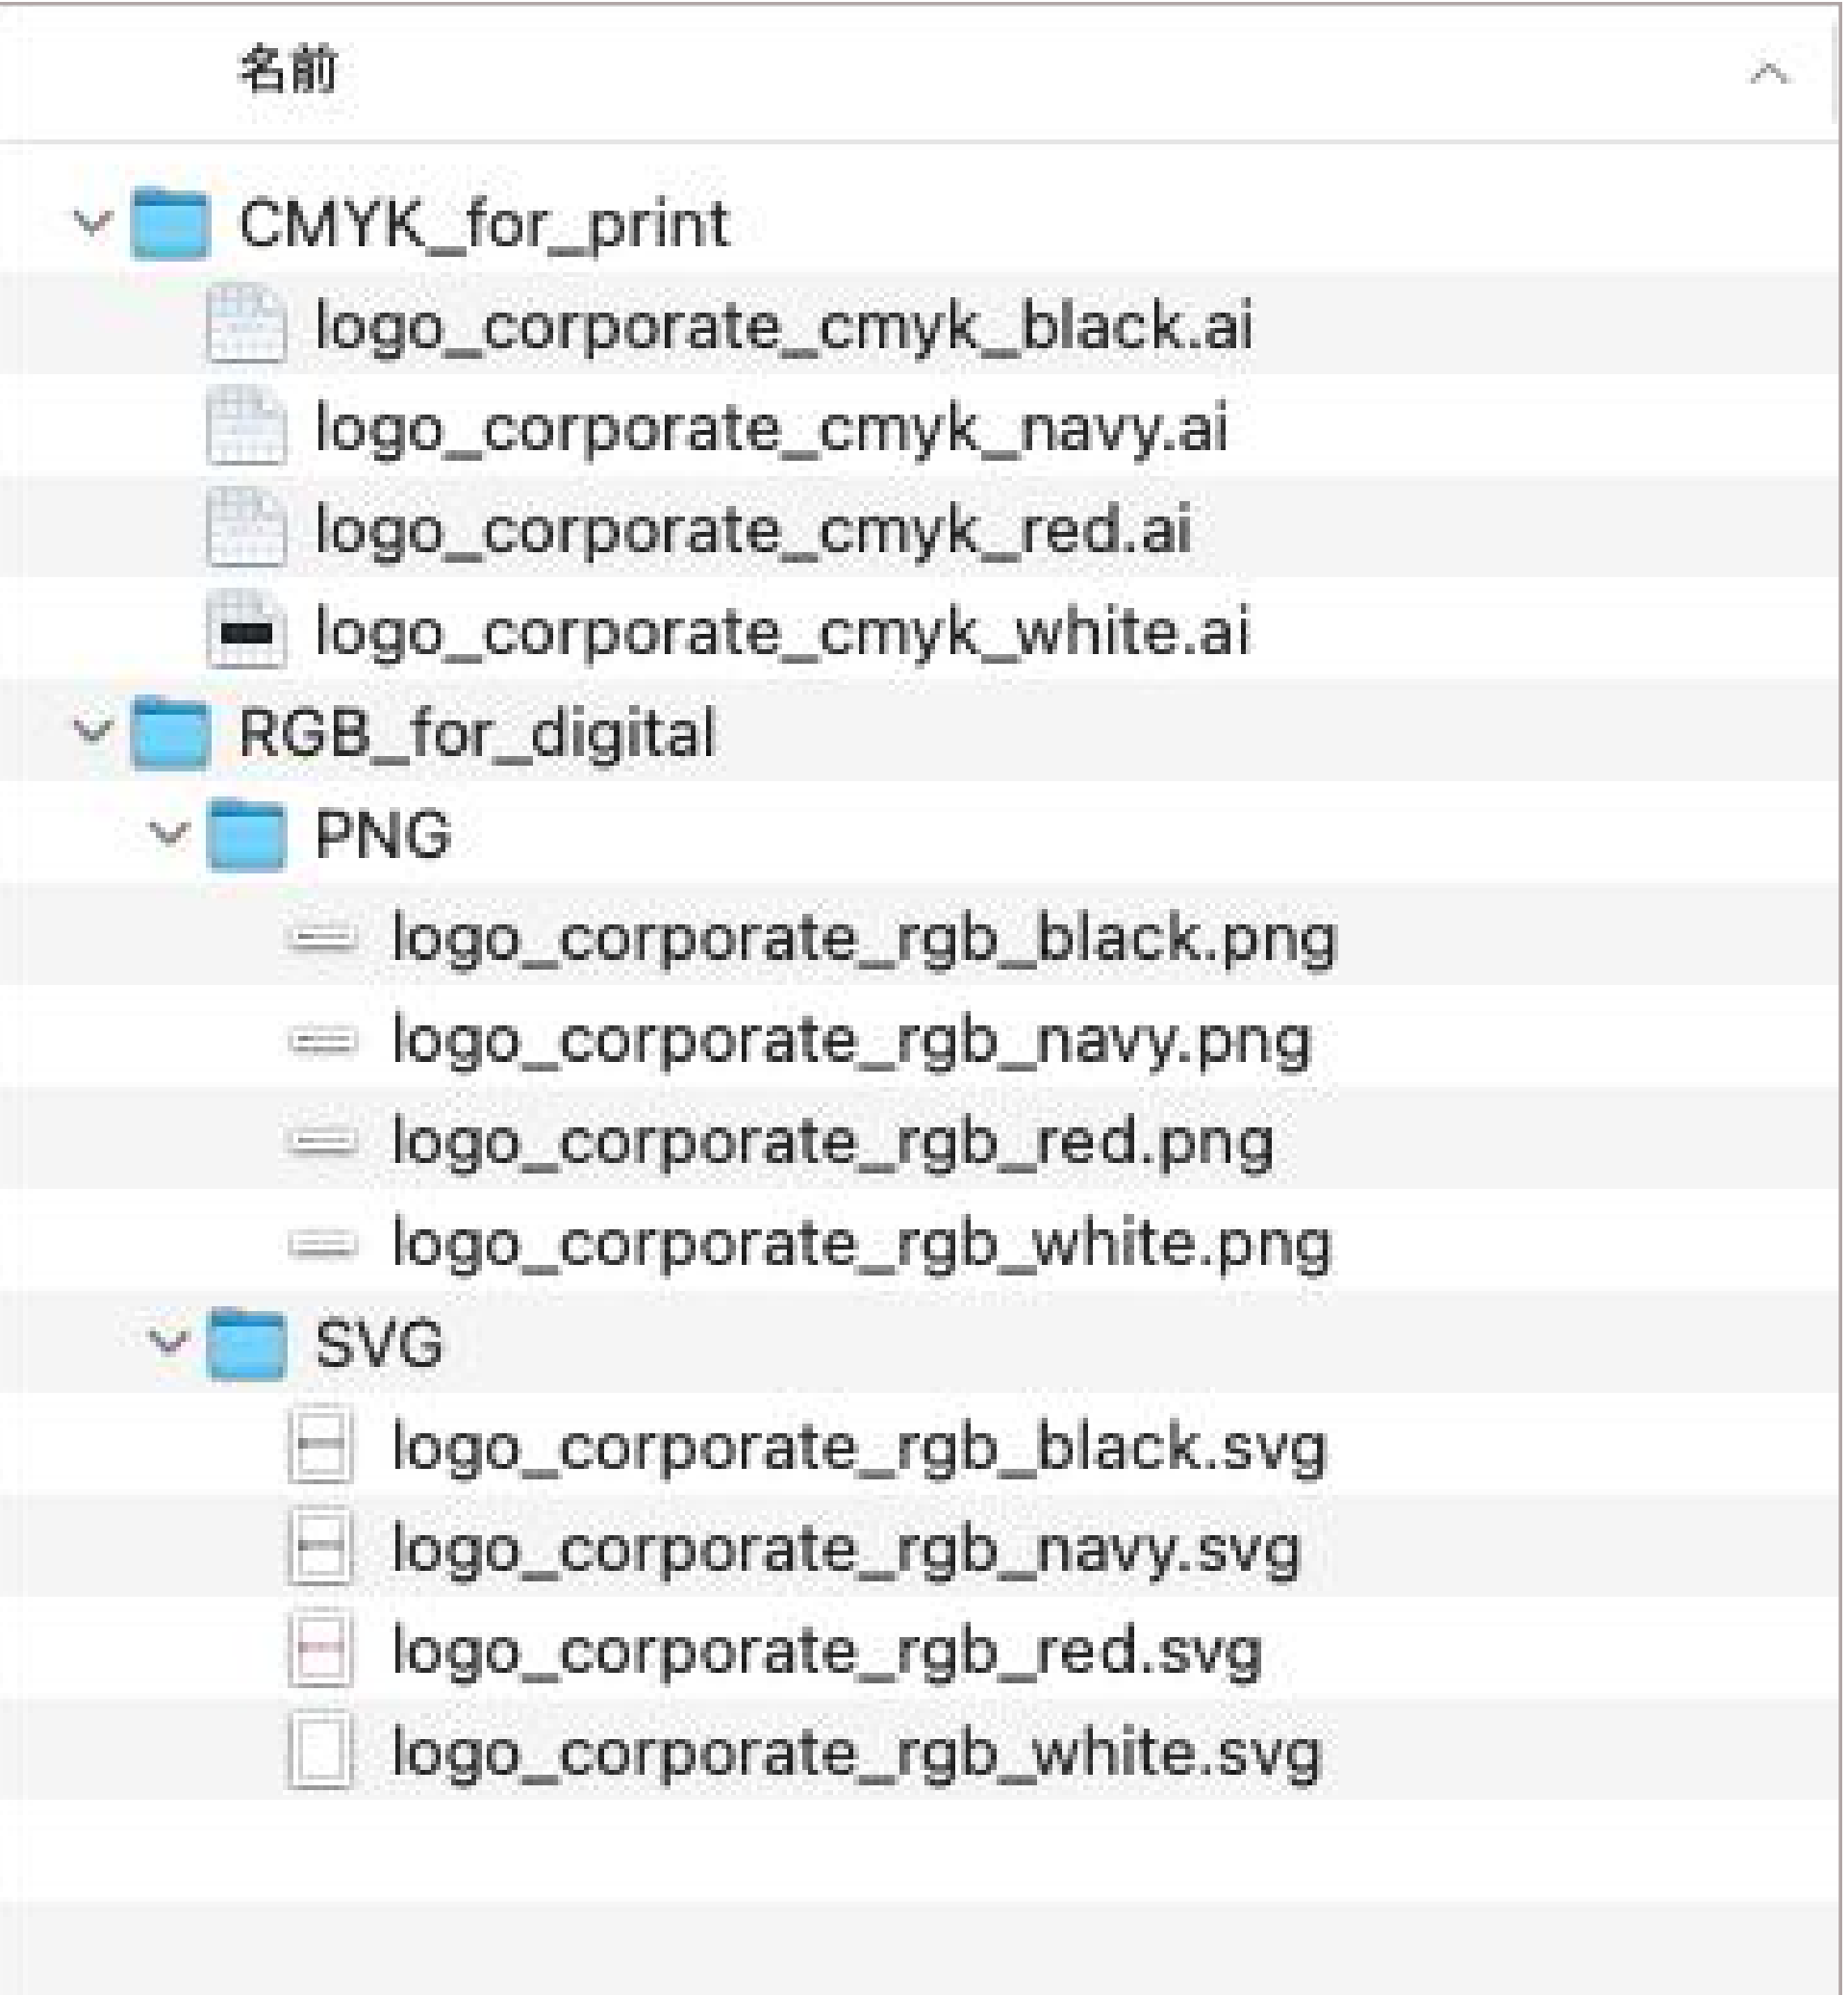 名前
CMYK_for_print
logo_corporate_cmyk_black.ai
logo_corporate_cmyk_navy.ai
logo_corporate_cmyk_red.ai
logo_corporate_cmyk_white.ai
RGB_for_digital
PNG
logo_corporate_rgb_black.png
logo_corporate_rgb_navy.png
logo_corporate_rgb_red.png
logo_corporate_rgb_white.png
SVG
logo_corporate_rgb_black.svg
logo_corporate_rgb_navy.svg
logo_corporate_rgb_red.svg
logo_corporate_rgb_white.svg